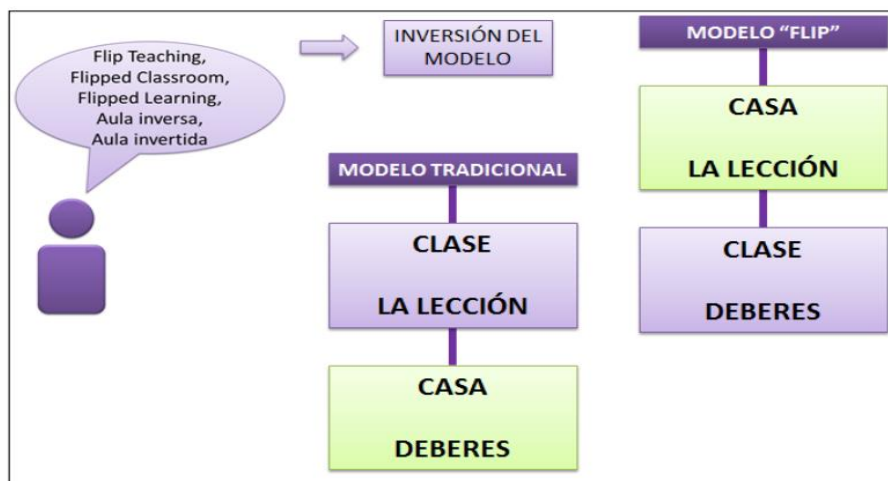 Flip Teaching,
Flipped Classroom,
Flipped Learning,
Aula inversa,
Aula invertida
INVERSIÓN DEL
MODELO
MODELO TRADICIONAL
CLASE
LA LECCIÓN
CASA
DEBERES
MODELO “FLIP”
CASA
LA LECCIÓN
CLASE
DEBERES